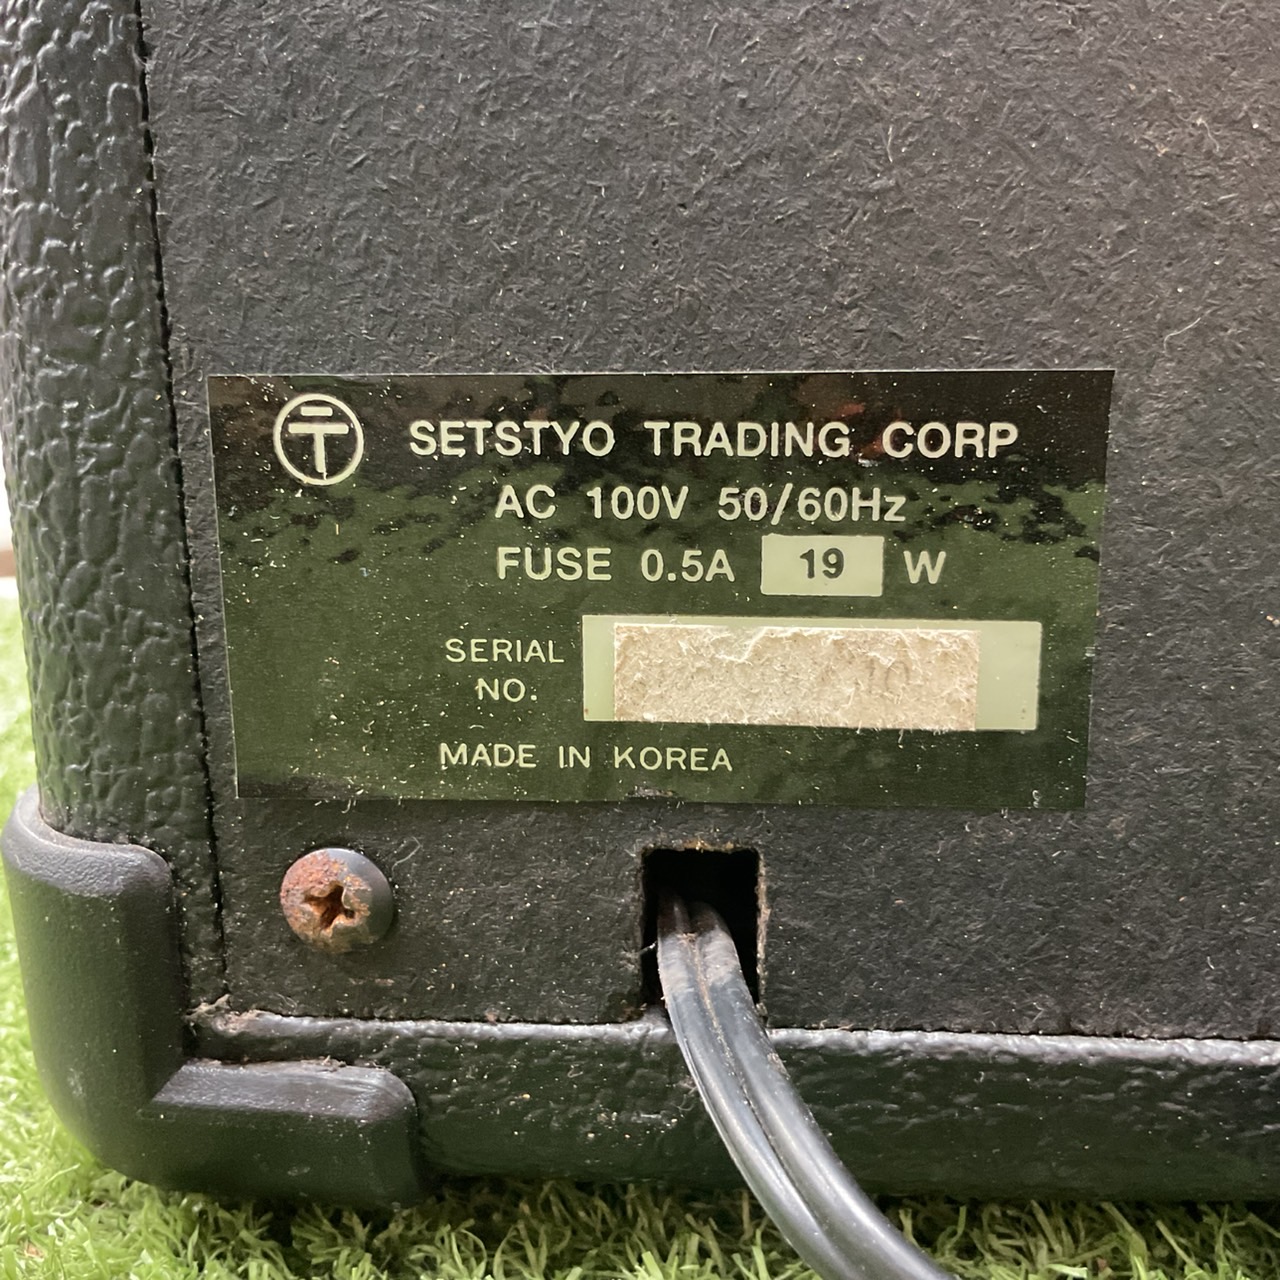 SETSTYO TRADING CORP
AC 100V 50/60Hz
FUSE 0.5A 19 W
SERIAL
NO.
MADE IN KOREA